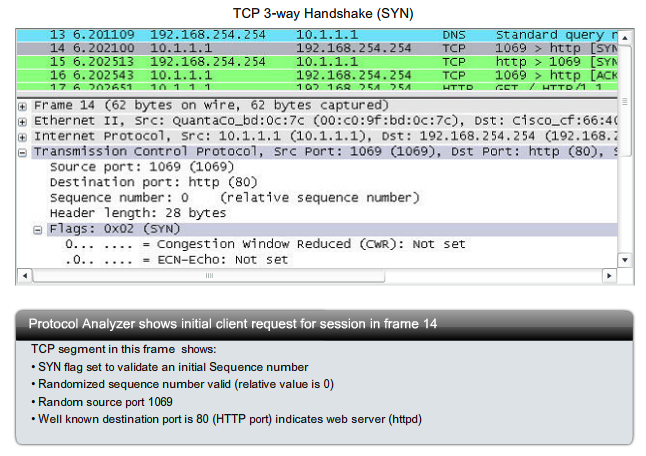 TCP 3-way Handshake (SYN)
13 6.201109 192.168.254.254 10.1.1.1 DNS Standard query r
14 6.202100 10.1.1.1 192.168.254.254 TCP 1069 > http [SYN
15 6.202513 192.168.254.254 10.1.1.1 TCP http > 1069 [SYN
16 6.202543 10.1.1.1 192.168.254.254 TCP 1069 > http [ACK
17 6.202651 10.1.1.1 192.168.254.254 HTTP GET / HTTP/1.1
Frame 14 (62 bytes on wire, 62 bytes captured)
Ethernet II, Src: QuantaCo_bd:0c:7c (00:c0:9f:bd:0c:7c), Dst: Cisco_cf:66:40
Internet Protocol, Src: 10.1.1.1 (10.1.1.1), Dst: 192.168.254.254 (192.168.2
Transmission Control Protocol, Src Port: 1069 (1069), Dst Port: http (80), S
Source port: 1069 (1069)
Destination port: http (80)
Sequence number: 0 (relative sequence number)
Header length: 28 bytes
Flags: 0x02 (SYN)
0... .... = Congestion Window Reduced (CWR): Not set
.0.. .... = ECN-Echo: Not set
Protocol Analyzer shows initial client request for session in frame 14
TCP segment in this frame shows:
• SYN flag set to validate an initial Sequence number
• Randomized sequence number valid (relative value is 0)
• Random source port 1069
• Well known destination port is 80 (HTTP port) indicates web server (httpd)